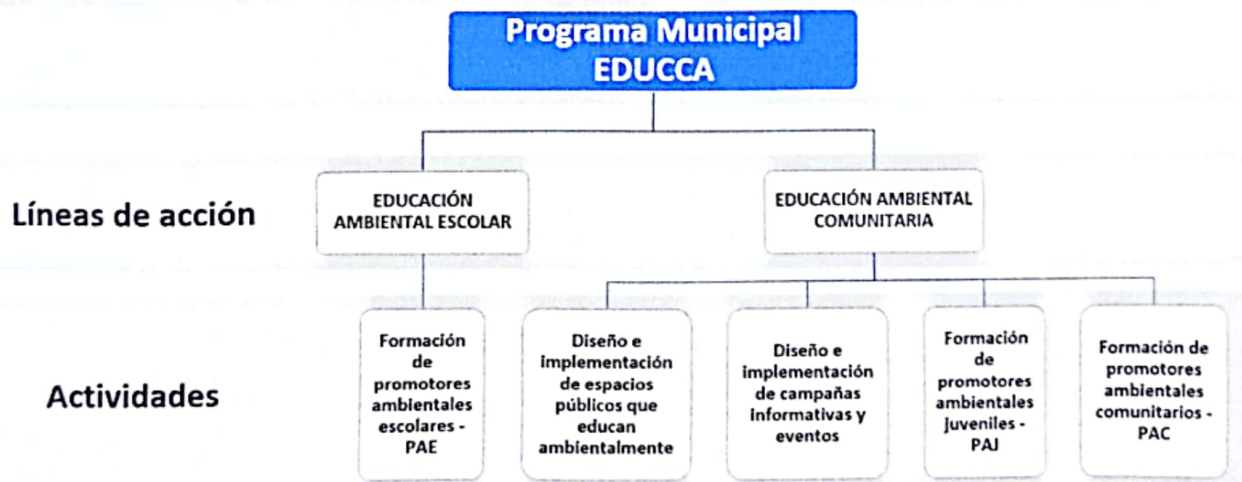 Programa Municipal
EDUCCA
Líneas de acción
EDUCACIÓN
AMBIENTAL ESCOLAR
EDUCACIÓN AMBIENTAL
COMUNITARIA
Actividades
Formación
de
promotores
ambientales
escolares -
PAE
Diseño e
implementación
de espacios
públicos que
educan
ambientalmente
Diseño e
implementación
de campañas
informativas y
eventos
Formación
de
promotores
ambientales
Juveniles -
PAJ
Formación de
promotores
ambientales
comunitarios -
PAC